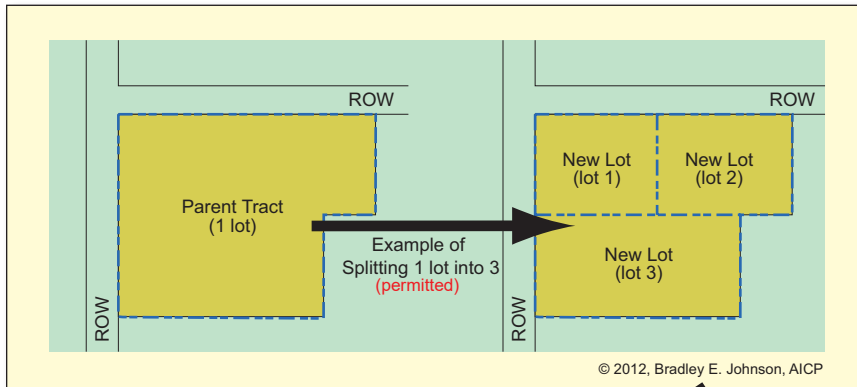 ROW
ROW
Parent Tract
(1 lot)
ROW
Example of
Splitting 1 lot into 3
(permitted)
New Lot
(lot 1)
New Lot
(lot 2)
New Lot
(lot 3)
ROW
© 2012, Bradley E. Johnson, AICP